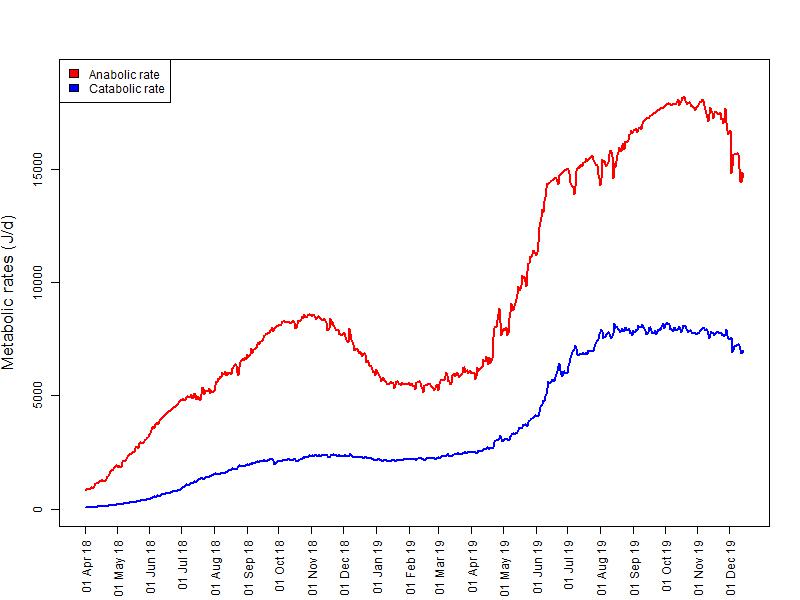 Anabolic rate
Catabolic rate
Metabolic rates (J/d)
15000
10000
5000
0
01 Apr 18
01 May 18
01 Jun 18
01 Jul 18
01 Aug 18
01 Sep 18
01 Oct 18
01 Nov 18
01 Dec 18
01 Jan 19
01 Feb 19
01 Mar 19
01 Apr 19
01 May 19
01 Jun 19
01 Jul 19
01 Aug 19
01 Sep 19
01 Oct 19
01 Nov 19
01 Dec 19